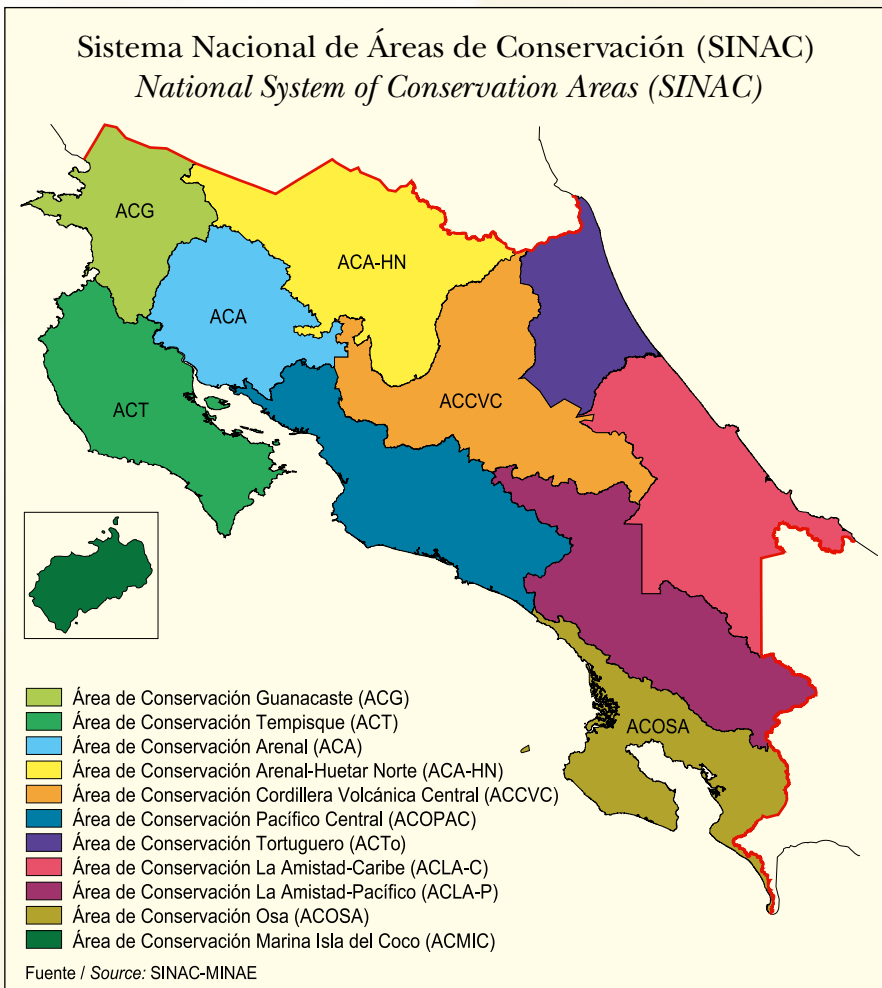 Sistema Nacional de Áreas de Conservación (SINAC)
National System of Conservation Areas (SINAC)
ACG
ACA-HN
ACA
ACT
ACCVC
ACOSA
Área de Conservación Guanacaste (ACG)
Área de Conservación Tempisque (ACT)
Área de Conservación Arenal (ACA)
Área de Conservación Arenal-Huetar Norte (ACA-HN)
Área de Conservación Cordillera Volcánica Central (ACCVC)
Área de Conservación Pacífico Central (ACOPAC)
Área de Conservación Tortuguero (ACTo)
Área de Conservación La Amistad-Caribe (ACLA-C)
Área de Conservación La Amistad-Pacífico (ACLA-P)
Área de Conservación Osa (ACOSA)
Área de Conservación Marina Isla del Coco (ACMIC)
Fuente / Source: SINAC-MINAE